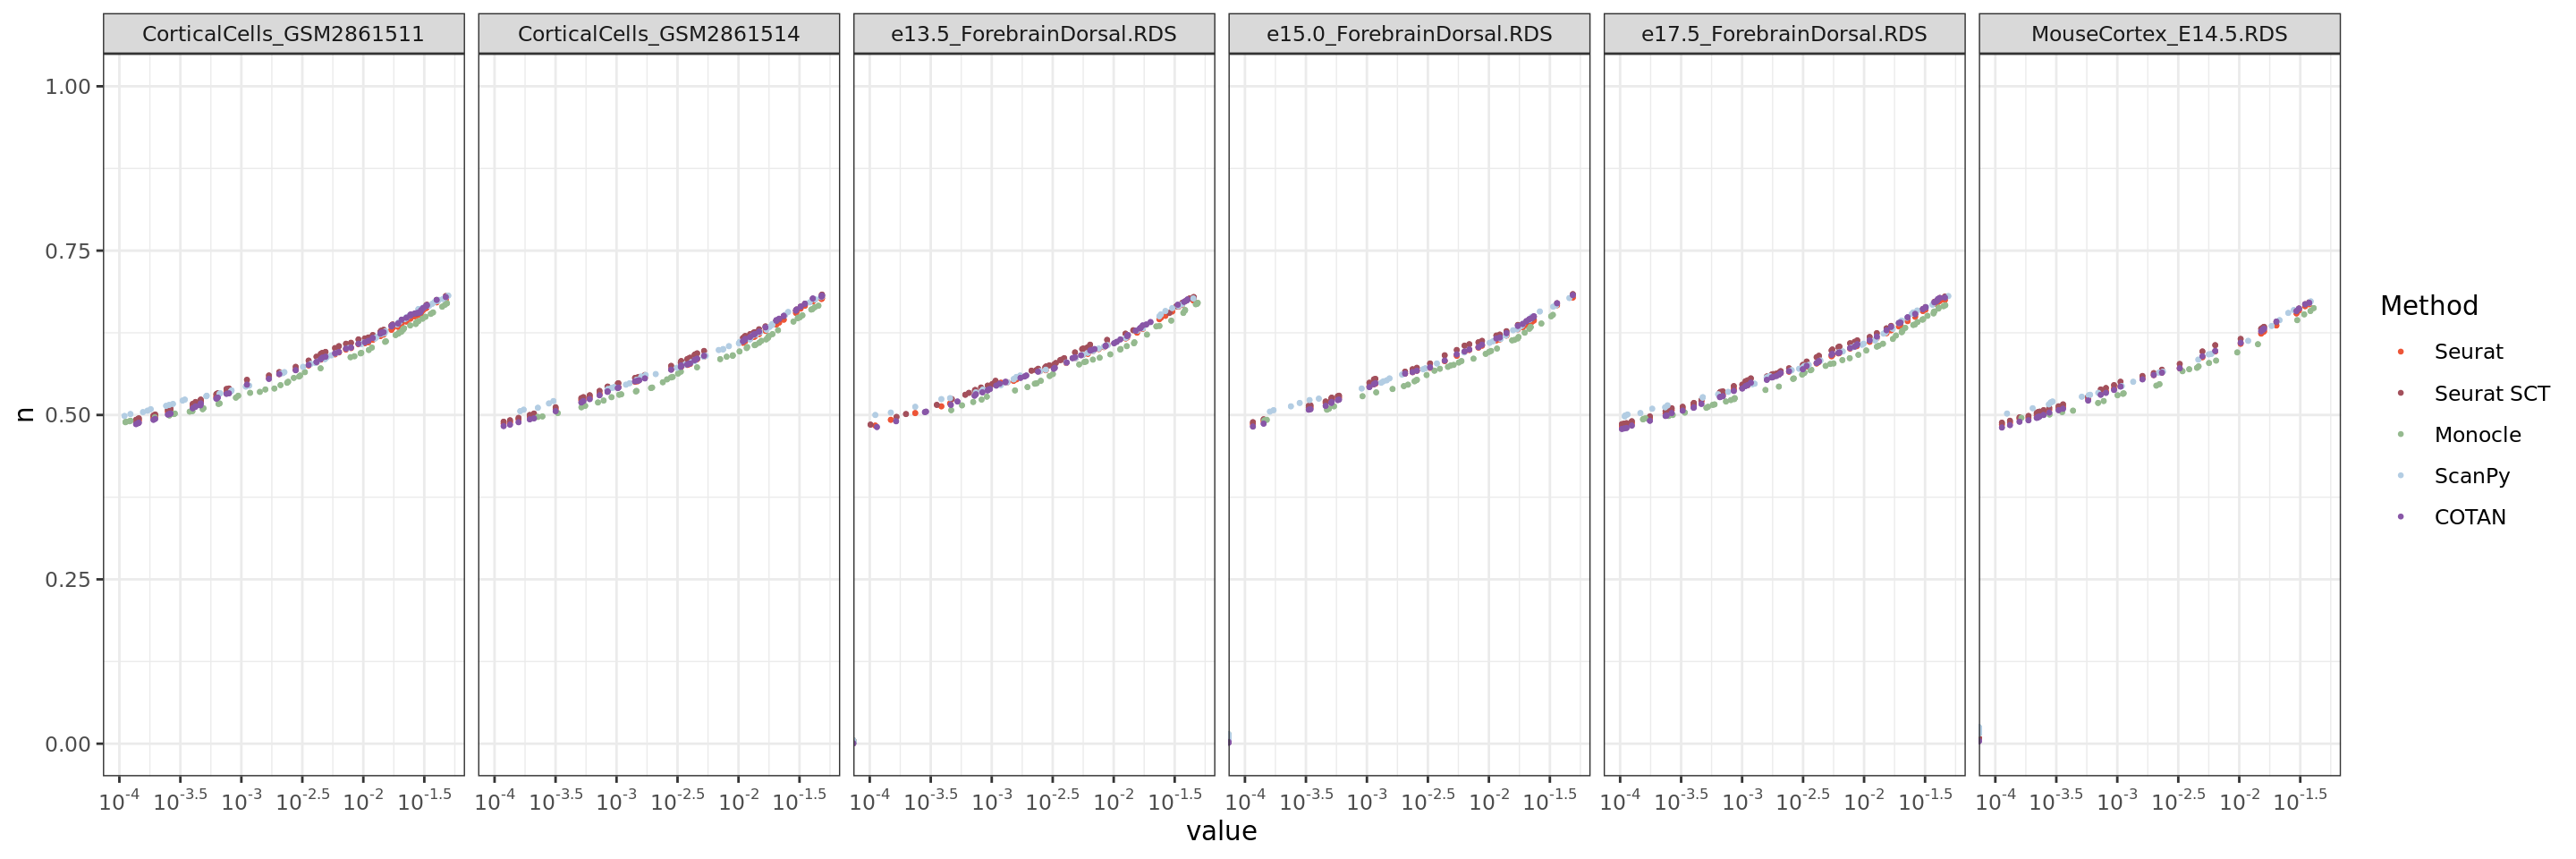 CorticalCells_GSM2861511 CorticalCells_GSM2861514 e13.5_ForebrainDorsal.RDS e15.0_ForebrainDorsal.RDS e17.5_ForebrainDorsal.RDS MouseCortex_E14.5.RDS
1.00
0.75
0.50
0.25
0.00
n
10^-4 10^-3.5 10^-3 10^-2.5 10^-2 10^-1.5 10^-4 10^-3.5 10^-3 10^-2.5 10^-2 10^-1.5 10^-4 10^-3.5 10^-3 10^-2.5 10^-2 10^-1.5 10^-4 10^-3.5 10^-3 10^-2.5 10^-2 10^-1.5 10^-4 10^-3.5 10^-3 10^-2.5 10^-2 10^-1.5 10^-4 10^-3.5 10^-3 10^-2.5 10^-2 10^-1.5
value
Method
Seurat
Seurat SCT
Monocle
ScanPy
COTAN